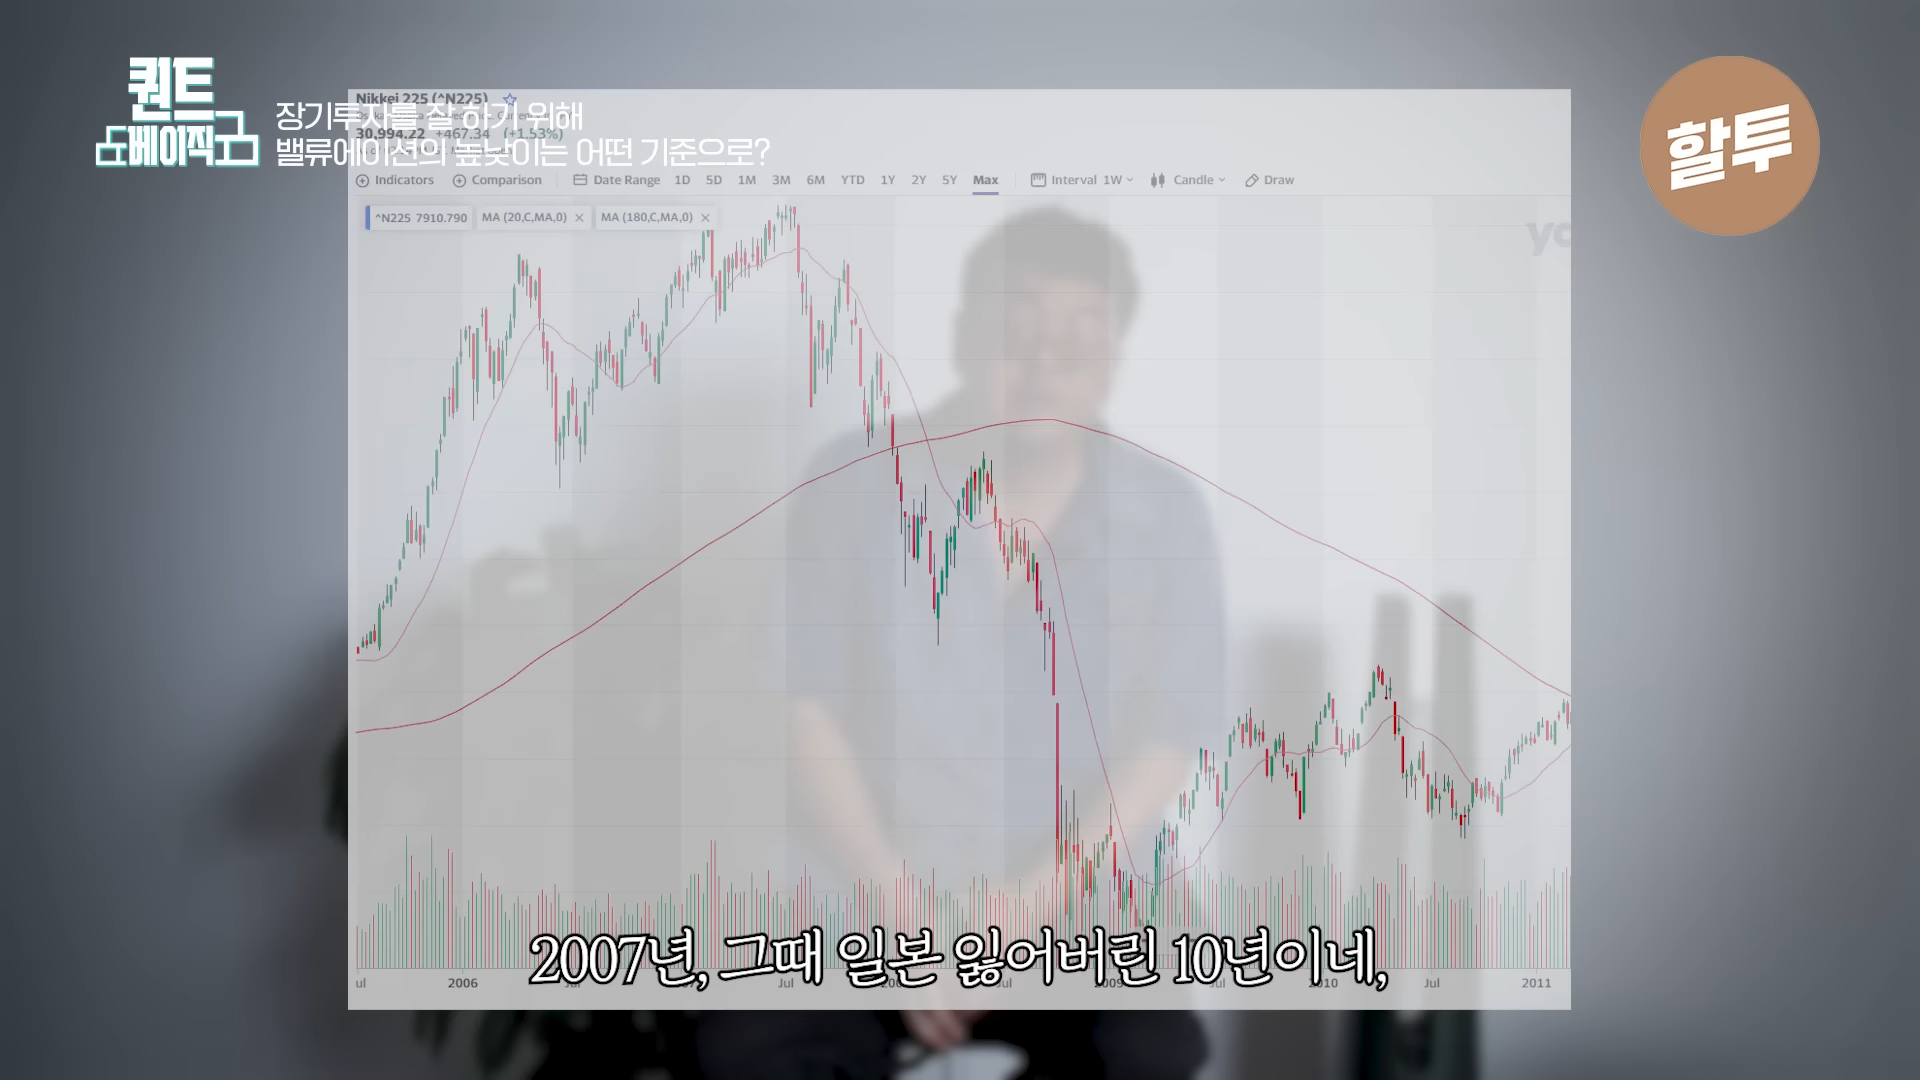 퀀트
베이직
장기투자를 잘 하기 위해
밸류에이션의 높낮이는 어떤 기준으로?
할투
Nikkei 225 (^N225)
30,994.22 +467.34 (+1.53%)
Indicators Comparison Date Range 1D 5D 1M 3M 6M YTD 1Y 2Y 5Y Max Interval 1W Candle Draw
^N225 7910.790 MA (20,C,MA,0) MA (180,C,MA,0)
2007년, 그때 일본 잃어버린 10년이네,
2006 Jul 2009 Jul 2010 Jul 2011